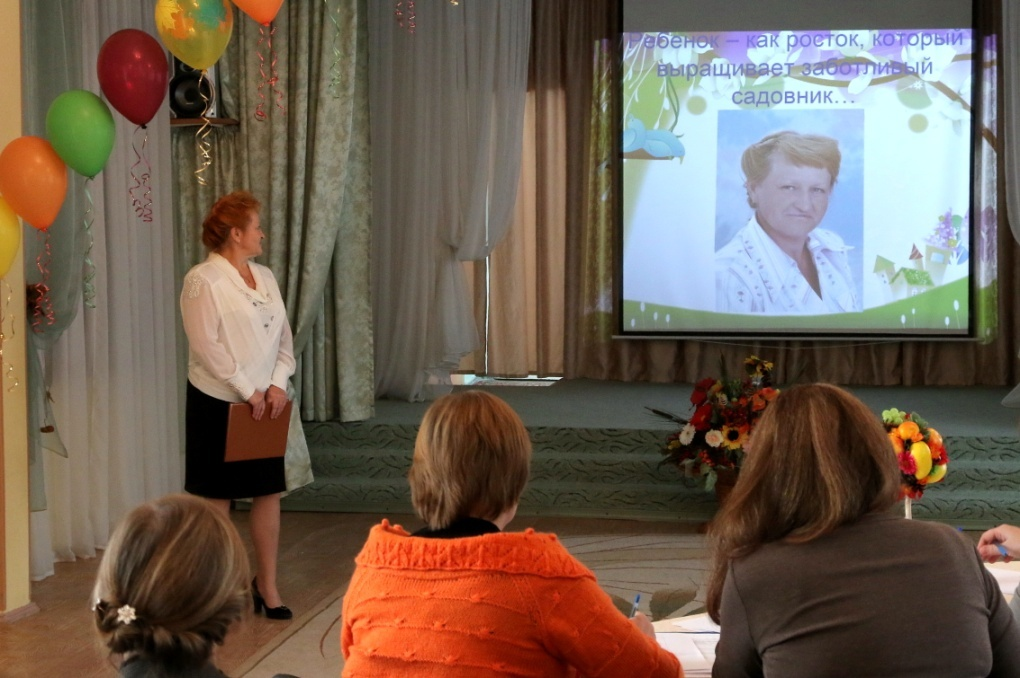 Ребенок – как росток, который
выращивает заботливый
садовник…